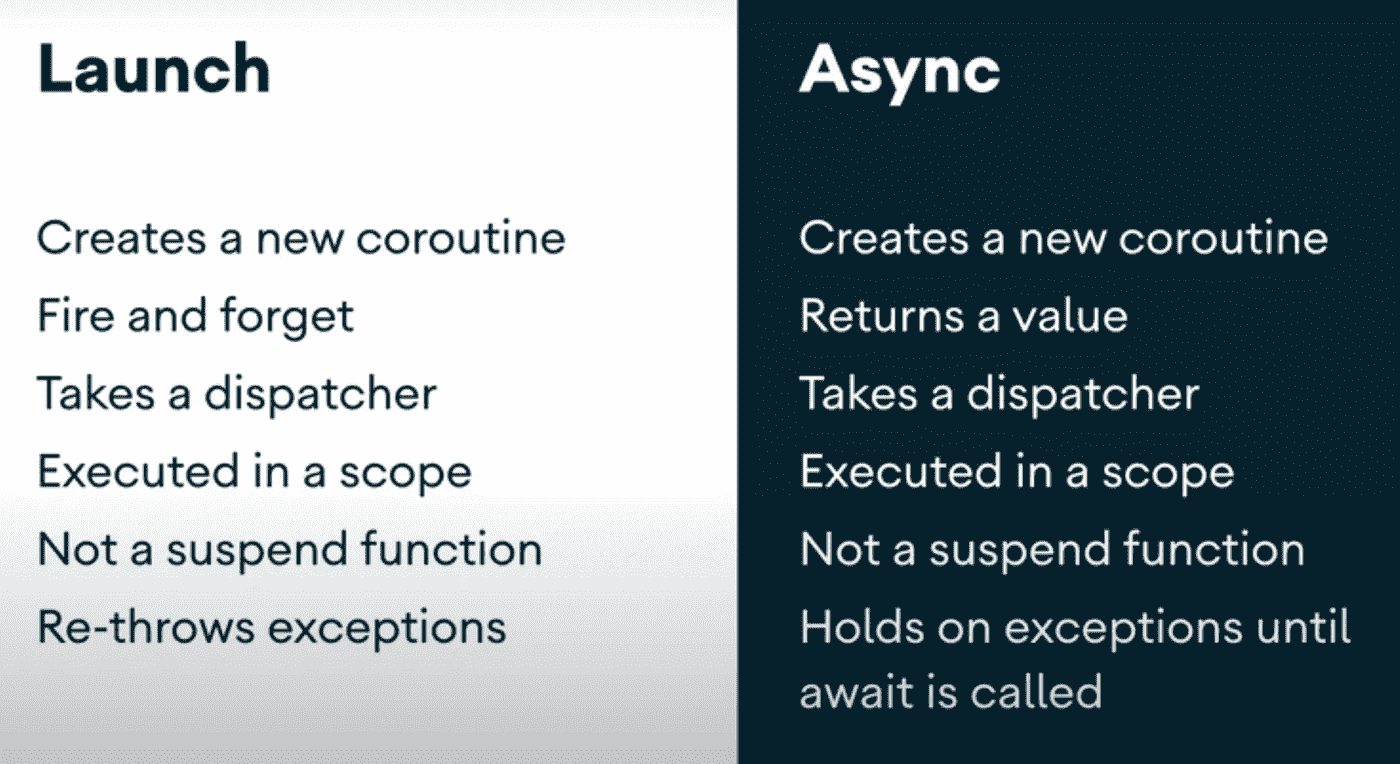 Launch
Creates a new coroutine
Fire and forget
Takes a dispatcher
Executed in a scope
Not a suspend function
Re-throws exceptions
Async
Creates a new coroutine
Returns a value
Takes a dispatcher
Executed in a scope
Not a suspend function
Holds on exceptions until
await is called